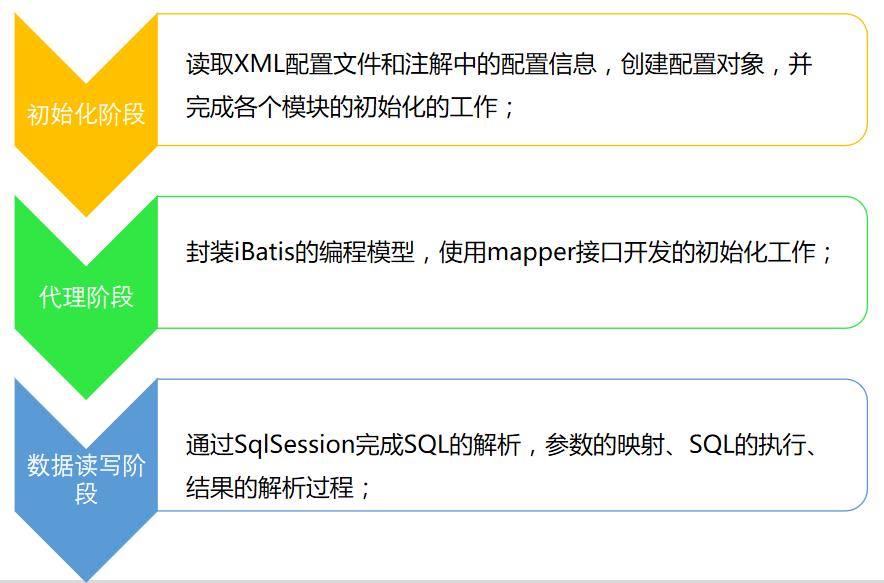 初始化阶段
读取XML配置文件和注解中的配置信息，创建配置对象，并
完成各个模块的初始化的工作；
代理阶段
封装iBatis的编程模型，使用mapper接口开发的初始化工作；
数据读写阶
段
通过SqlSession完成SQL的解析，参数的映射、SQL的执行、
结果的解析过程；